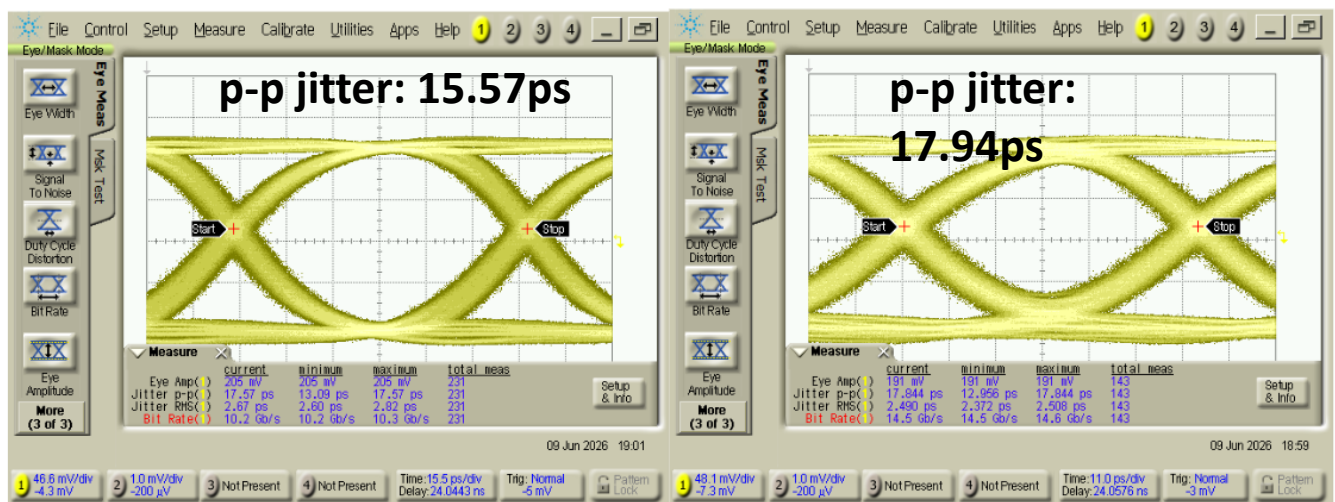 File Control Setup Measure Calibrate Utilities Apps Help 1 2 3 4
Eye/Mask Mode
p-p jitter: 15.57ps
Eye Meas
Msk Test
Eye Width
Signal
To Noise
Duty Cycle
Distortion
Bit Rate
Eye
Amplitude
More
(3 of 3)
Start
Stop
Measure
current minimum maximum total meas
Eye Amp(1) 205 mV 205 mV 205 mV 231
Jitter p-p(1) 17.57 ps 13.09 ps 17.57 ps 231
Jitter RMS(1) 2.67 ps 2.60 ps 2.82 ps 231
Bit Rate(1) 10.2 Gb/s 10.2 Gb/s 10.3 Gb/s 231
Setup
& Info
09 Jun 2026 19:01
1 46.6 mV/div
-4.3 mV
2 1.0 mV/div
-200 µV
3 Not Present
4 Not Present
Time:15.5 ps/div
Delay:24.0443 ns
Trig: Normal
-5 mV
Pattern
Lock
File Control Setup Measure Calibrate Utilities Apps Help 1 2 3 4
Eye/Mask Mode
p-p jitter:
17.94ps
Eye Meas
Msk Test
Eye Width
Signal
To Noise
Duty Cycle
Distortion
Bit Rate
Eye
Amplitude
More
(3 of 3)
Start
Stop
Measure
current minimum maximum total meas
Eye Amp(1) 191 mV 191 mV 191 mV 143
Jitter p-p(1) 17.844 ps 12.956 ps 17.844 ps 143
Jitter RMS(1) 2.490 ps 2.372 ps 2.508 ps 143
Bit Rate(1) 14.5 Gb/s 14.5 Gb/s 14.6 Gb/s 143
Setup
& Info
09 Jun 2026 18:59
1 48.1 mV/div
-7.3 mV
2 1.0 mV/div
-200 µV
3 Not Present
4 Not Present
Time:11.0 ps/div
Delay:24.0576 ns
Trig: Normal
-3 mV
Pattern
Lock